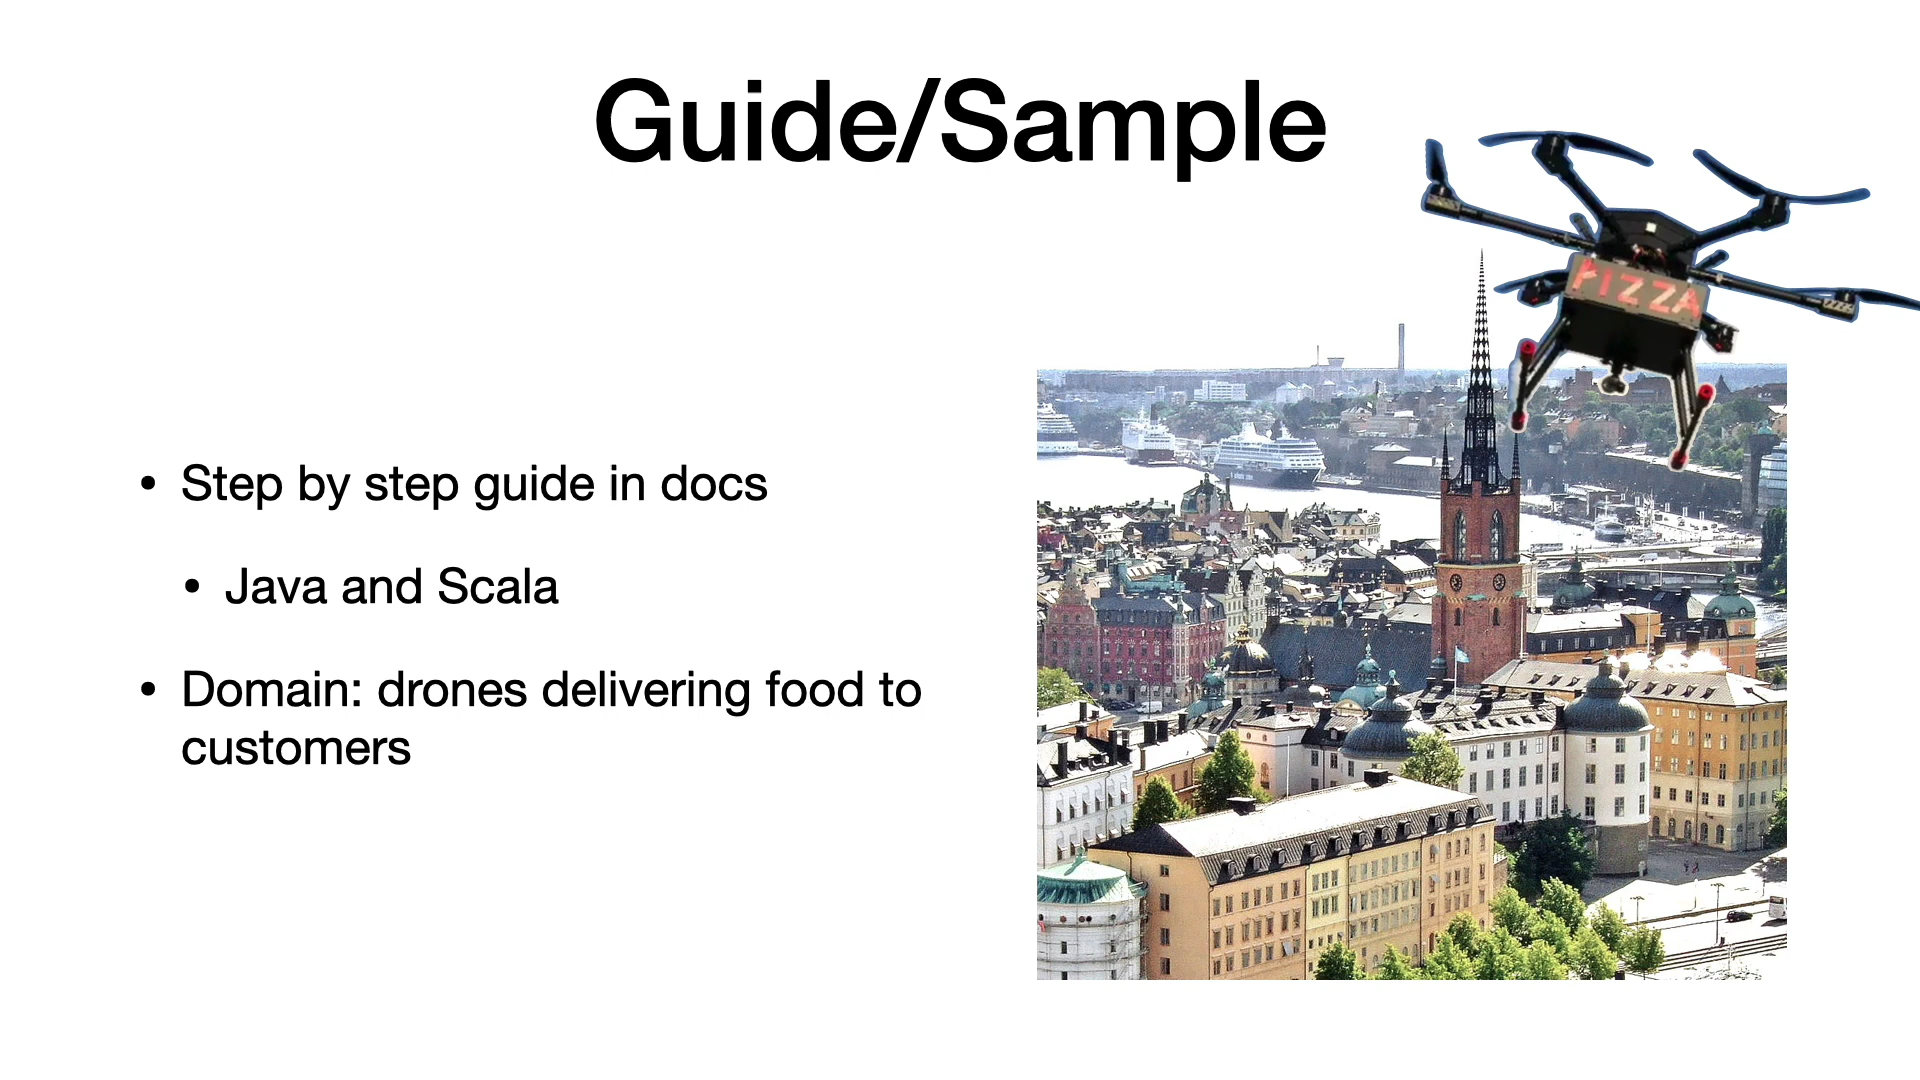 Guide/Sample
PIZZA
• Step by step guide in docs
• Java and Scala
• Domain: drones delivering food to
customers